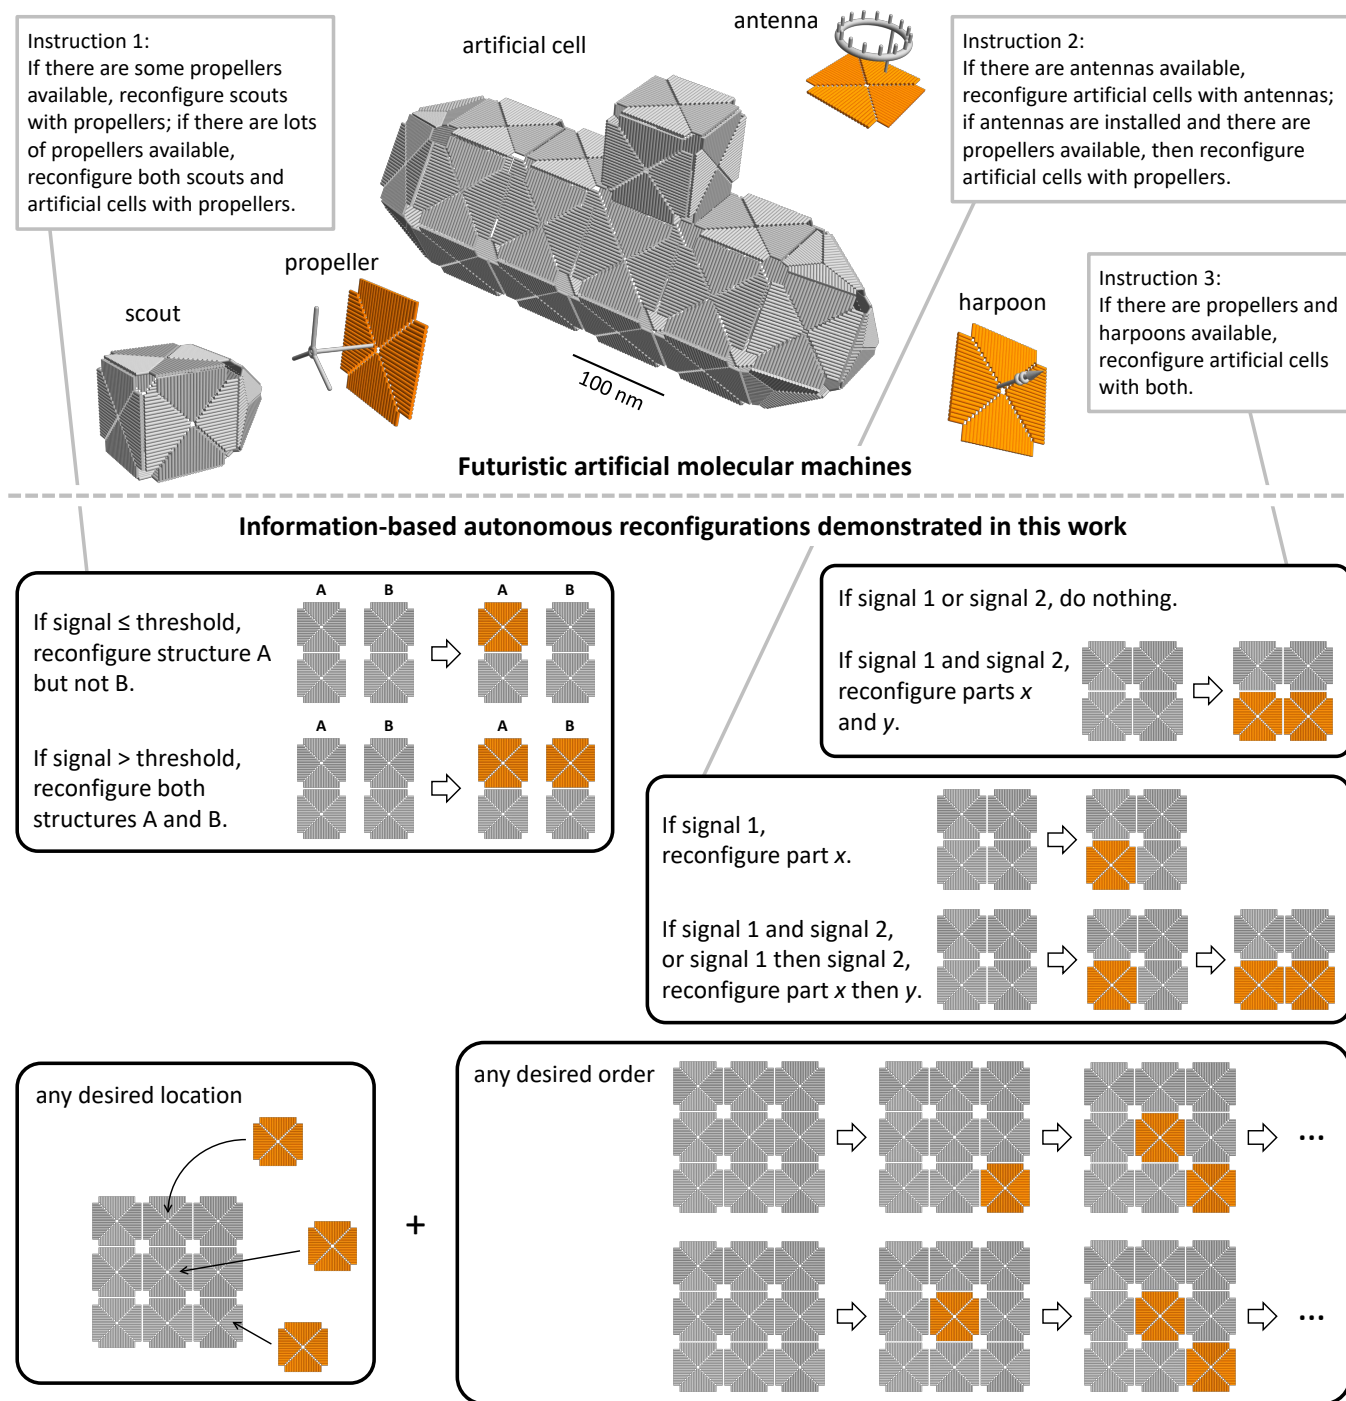 Instruction 1:
If there are some propellers
available, reconfigure scouts
with propellers; if there are lots
of propellers available,
reconfigure both scouts and
artificial cells with propellers.
artificial cell
antenna
Instruction 2:
If there are antennas available,
reconfigure artificial cells with antennas;
if antennas are installed and there are
propellers available, then reconfigure
artificial cells with propellers.
propeller
scout
100 nm
harpoon
Instruction 3:
If there are propellers and
harpoons available,
reconfigure artificial cells
with both.
Futuristic artificial molecular machines
Information-based autonomous reconfigurations demonstrated in this work
A B A B
If signal ≤ threshold,
reconfigure structure A
but not B.
A B A B
If signal > threshold,
reconfigure both
structures A and B.
If signal 1 or signal 2, do nothing.
If signal 1 and signal 2,
reconfigure parts x
and y.
If signal 1,
reconfigure part x.
If signal 1 and signal 2,
or signal 1 then signal 2,
reconfigure part x then y.
any desired location
+
any desired order
...
...